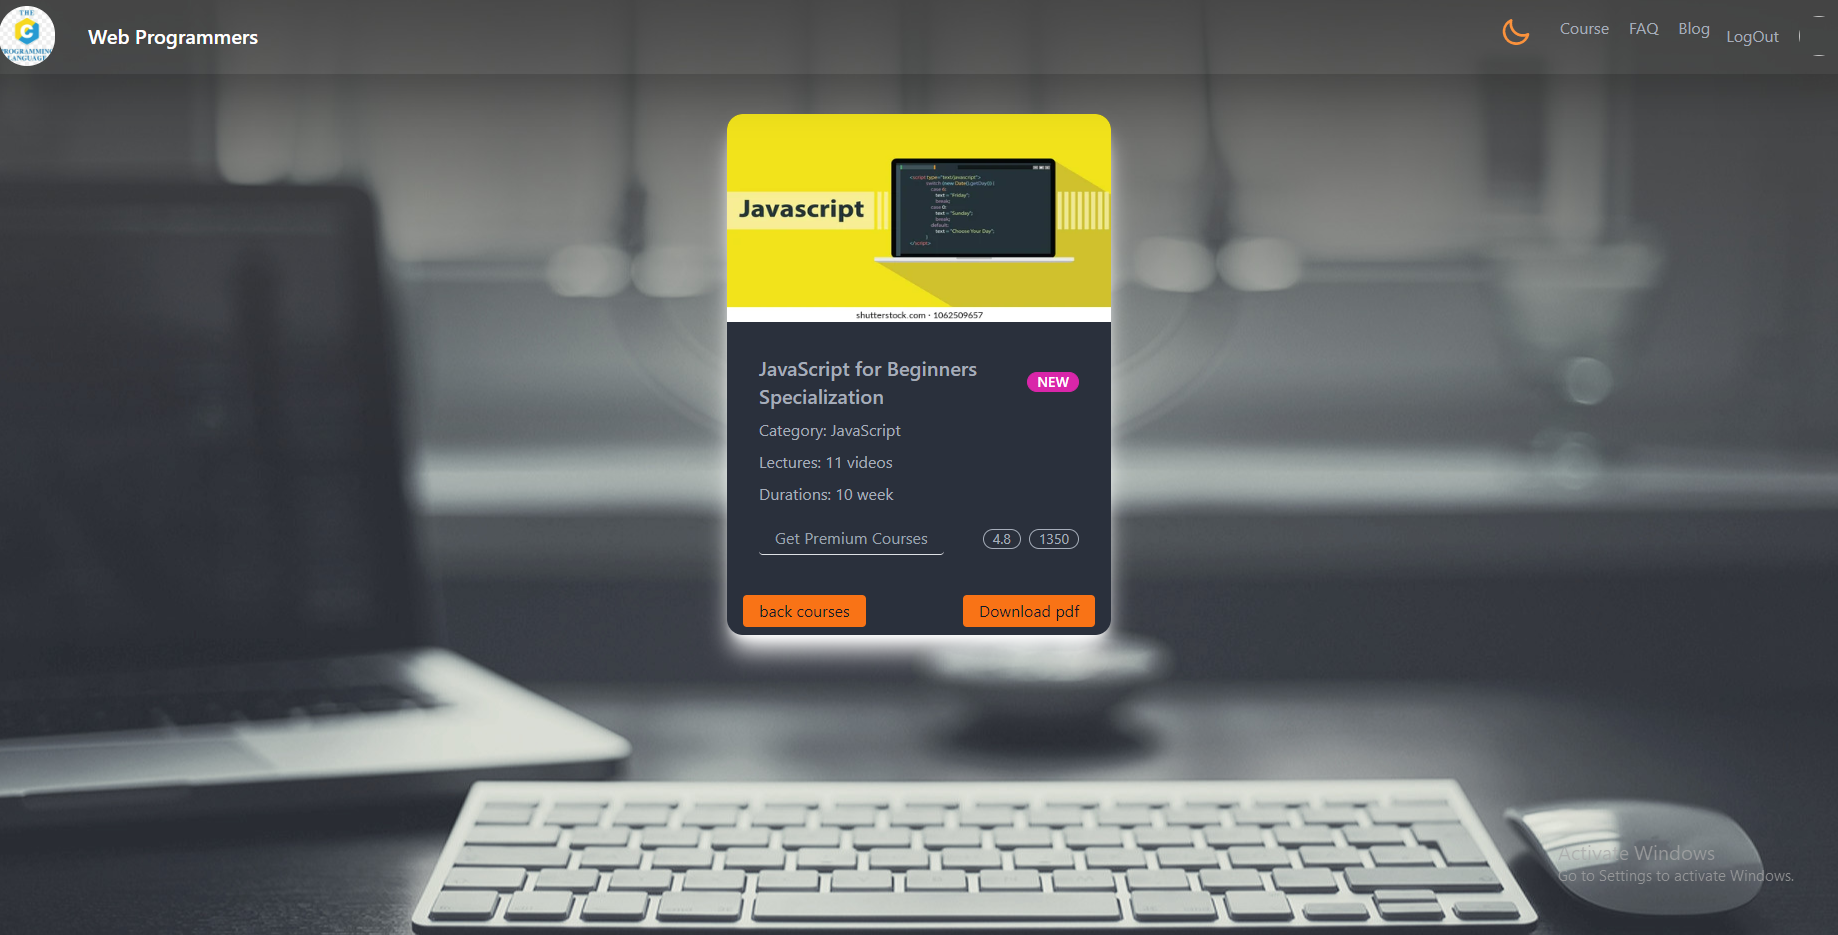 THE
PROGRAMMING
LANGUAGE
Web Programmers
Course
FAQ
Blog
LogOut
Javascript
<script type="text/javascript">
switch (new Date().getDay()) {
case 6:
text = "Friday";
break;
case 0:
text = "Sunday";
break;
default:
text = "Choose Your Day";
}
</script>
shutterstock.com · 1062509657
JavaScript for Beginners
Specialization
NEW
Category: JavaScript
Lectures: 11 videos
Durations: 10 week
Get Premium Courses
4.8
1350
back courses
Download pdf
Activate Windows
Go to Settings to activate Windows.